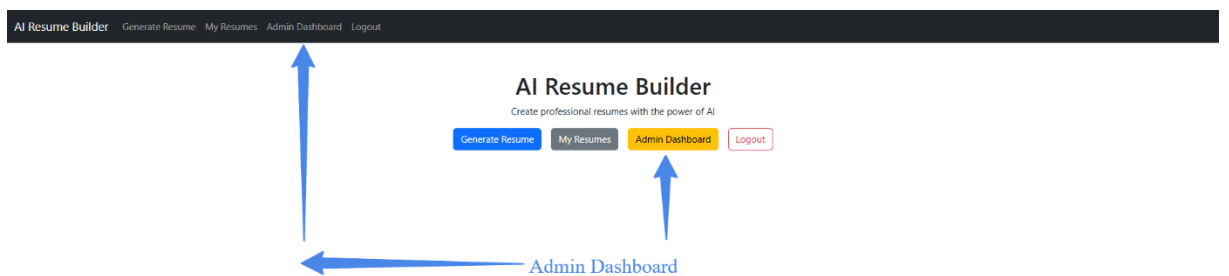 AI Resume Builder Generate Resume My Resumes Admin Dashboard Logout
AI Resume Builder
Create professional resumes with the power of AI
Generate Resume My Resumes Admin Dashboard Logout
Admin Dashboard